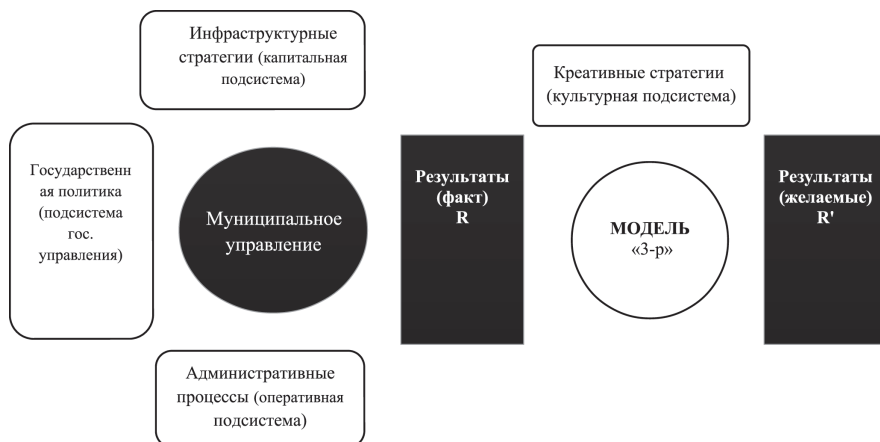 Инфраструктурные
стратегии (капитальная
подсистема)
Креативные стратегии
(культурная подсистема)
Государственн
ая политика
(подсистема
гос.
управления)
Муниципальное
управление
Результаты
(факт)
R
МОДЕЛЬ
«3-р»
Результаты
(желаемые)
R'
Административные
процессы (оперативная
подсистема)